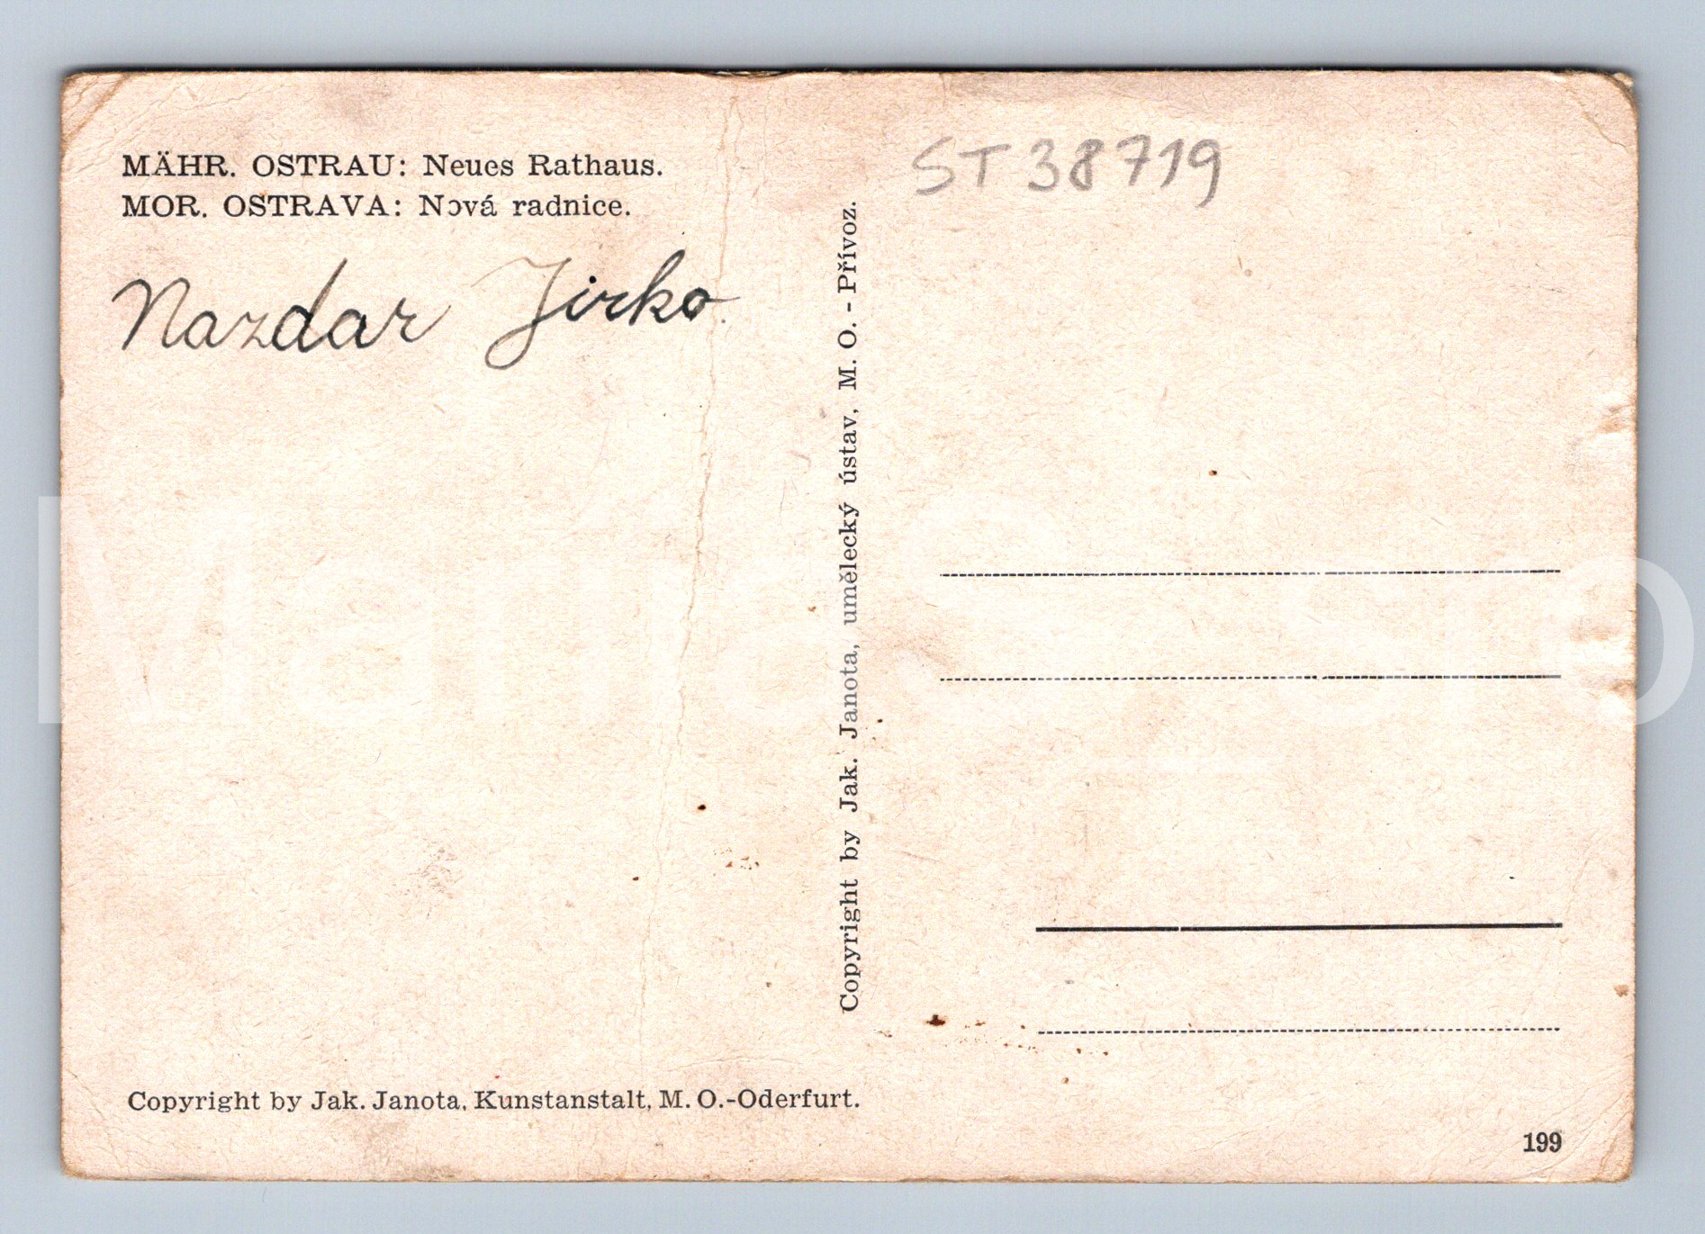 MÄHR. OSTRAU: Neues Rathaus.
MOR. OSTRAVA: Nová radnice.
Nazdar Jirko
ST 38719
Copyright by Jak. Janota, umělecký ústav, M. O. - Přívoz.
Copyright by Jak. Janota, Kunstanstalt, M. O.-Oderfurt.
199